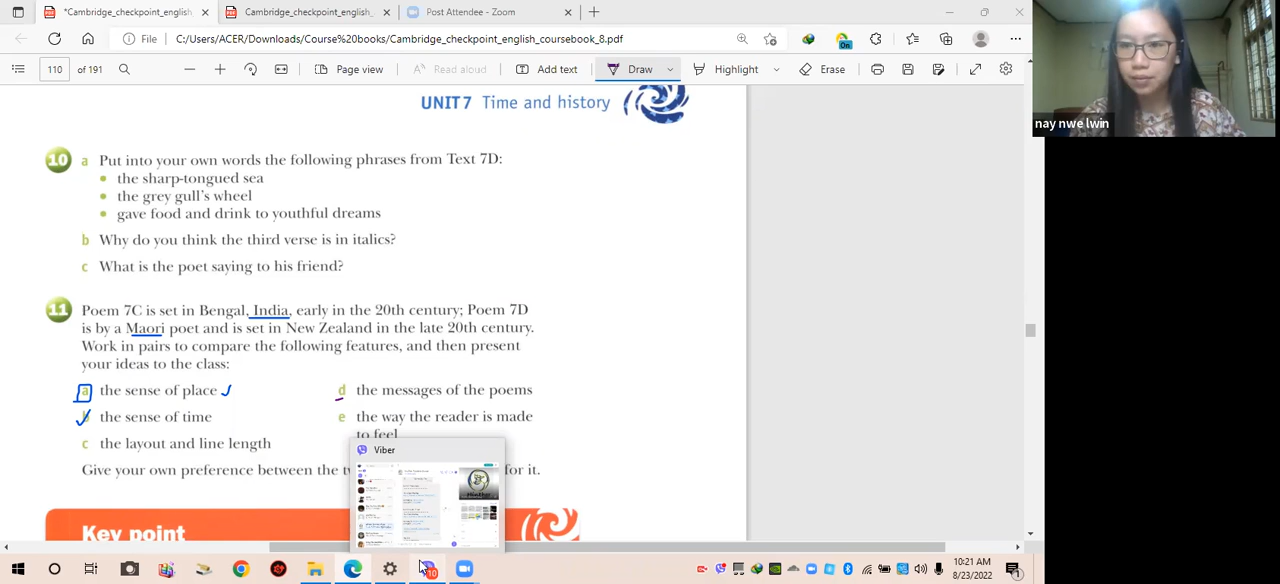 *Cambridge_checkpoint_english_
Cambridge_checkpoint_english_
Post Attendee - Zoom
File
C:/Users/ACER/Downloads/Course%20books/Cambridge_checkpoint_english_coursebook_8.pdf
On
110 of 191
Page view
Read aloud
Add text
Draw
Highlight
Erase
nay nwe lwin
UNIT7 Time and history
10 a Put into your own words the following phrases from Text 7D:
the sharp-tongued sea
the grey gull's wheel
gave food and drink to youthful dreams
b Why do you think the third verse is in italics?
c What is the poet saying to his friend?
11 Poem 7C is set in Bengal, India, early in the 20th century; Poem 7D
is by a Maori poet and is set in New Zealand in the late 20th century.
Work in pairs to compare the following features, and then present
your ideas to the class:
a the sense of place
b the sense of time
c the layout and line length
d the messages of the poems
e the way the reader is made
to feel
Give your own preference between the
for it.
Viber
Key point
10
10:21 AM
8/23/2022
1